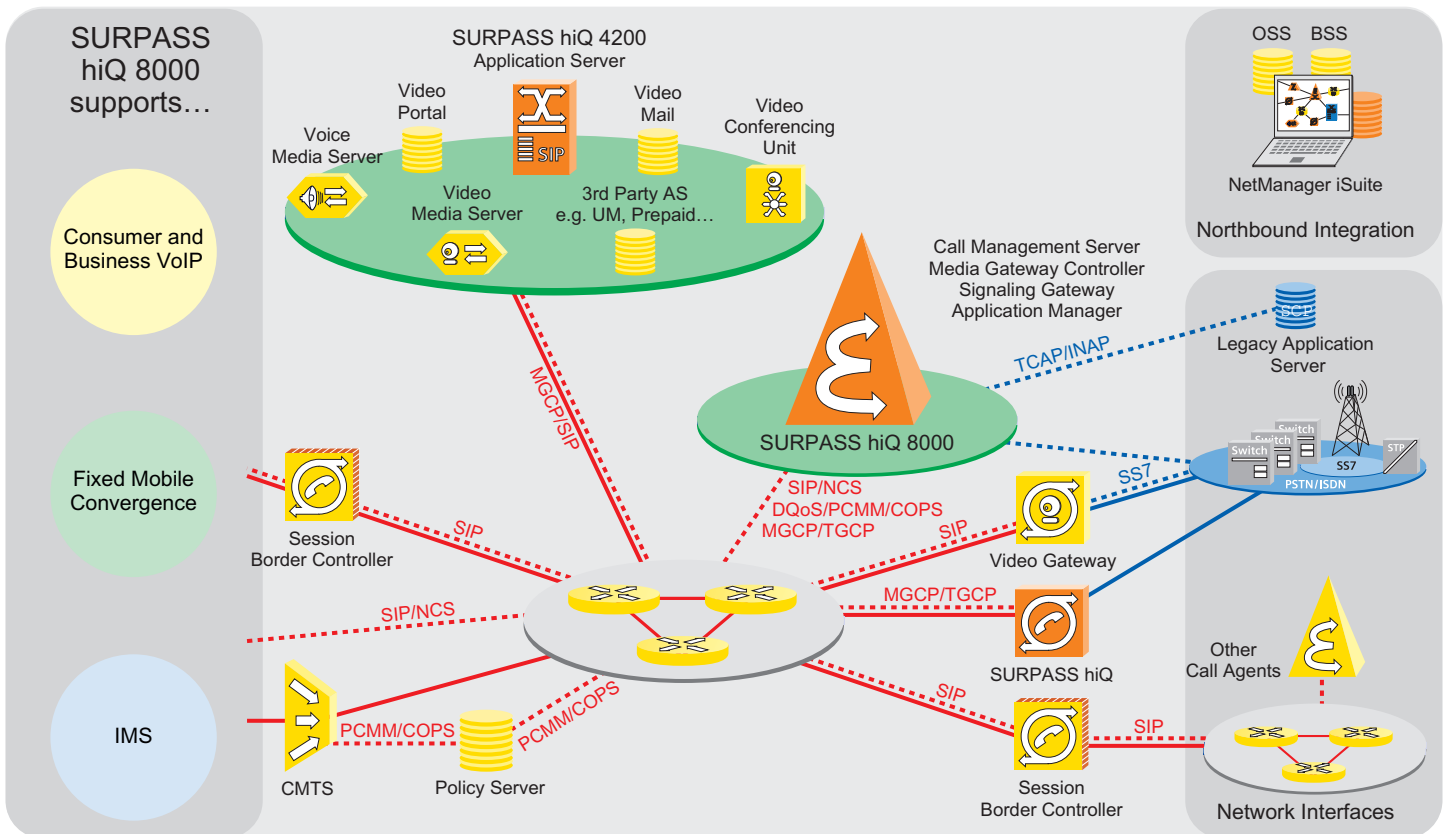 SURPASS
hiQ 8000
supports…
Consumer and
Business VoIP
Fixed Mobile
Convergence
IMS
SURPASS hiQ 4200
Application Server
Video
Portal
Voice
Media Server
SIP
Video
Mail
Video
Conferencing
Unit
Video
Media Server
3rd Party AS
e.g. UM, Prepaid…
MGCP/SIP
Call Management Server
Media Gateway Controller
Signaling Gateway
Application Manager
SURPASS hiQ 8000
TCAP/INAP
SIP/NCS
DQoS/PCMM/COPS
MGCP/TGCP
Session
Border Controller
SIP
SIP/NCS
CMTS
PCMM/COPS
Policy Server
PCMM/COPS
SIP
Video Gateway
SS7
MGCP/TGCP
SURPASS hiQ
SIP
Session
Border Controller
SIP
OSS
BSS
NetManager iSuite
Northbound Integration
SCP
Legacy Application
Server
Switch
Switch
Switch
SS7
STP
PSTN/ISDN
Other
Call Agents
Network Interfaces